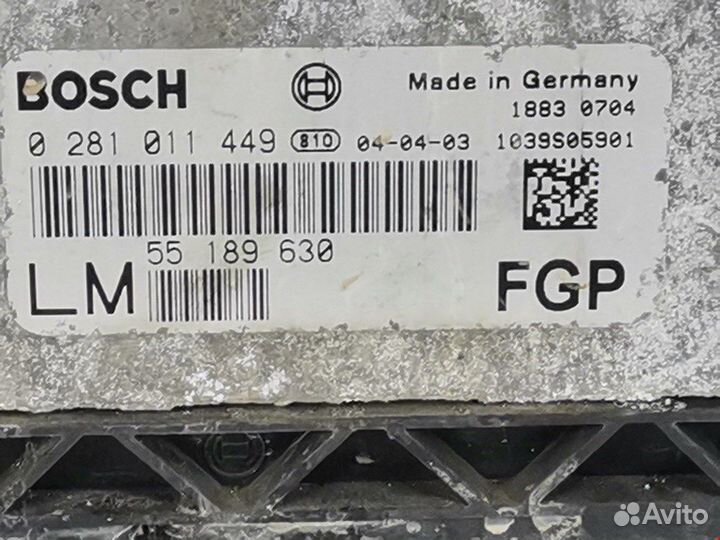 BOSCH
Made in Germany
1883 0704
0 281 011 449 810 04-04-03 1039S05901
55 189 630
LM
FGP
Avito